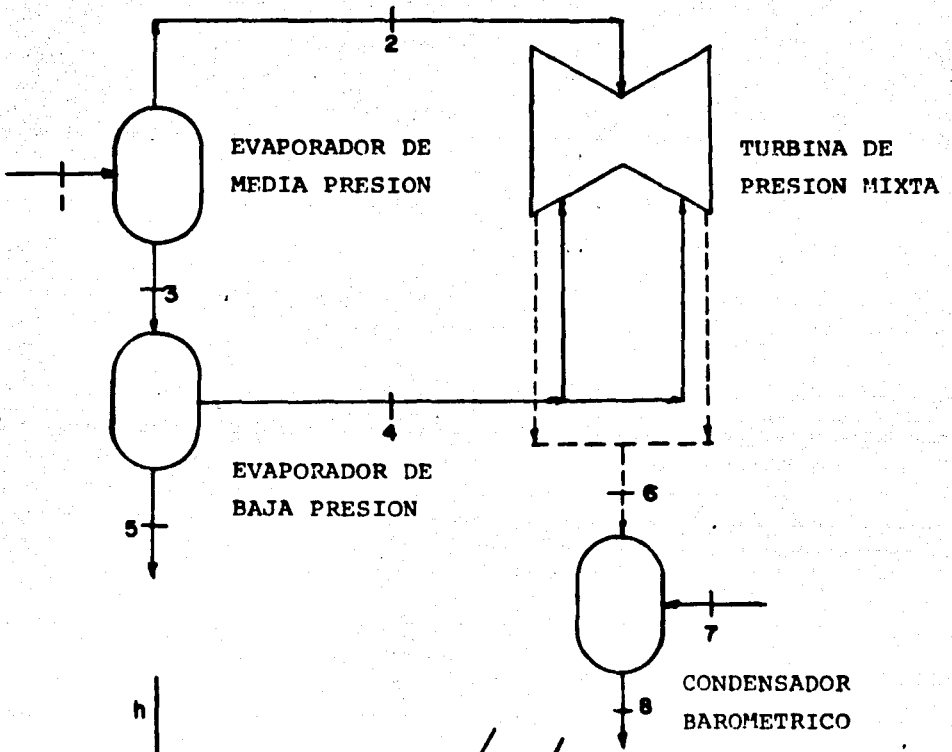 2
EVAPORADOR DE
MEDIA PRESION
TURBINA DE
PRESION MIXTA
1
3
4
EVAPORADOR DE
BAJA PRESION
5
6
7
CONDENSADOR
BAROMETRICO
8
h